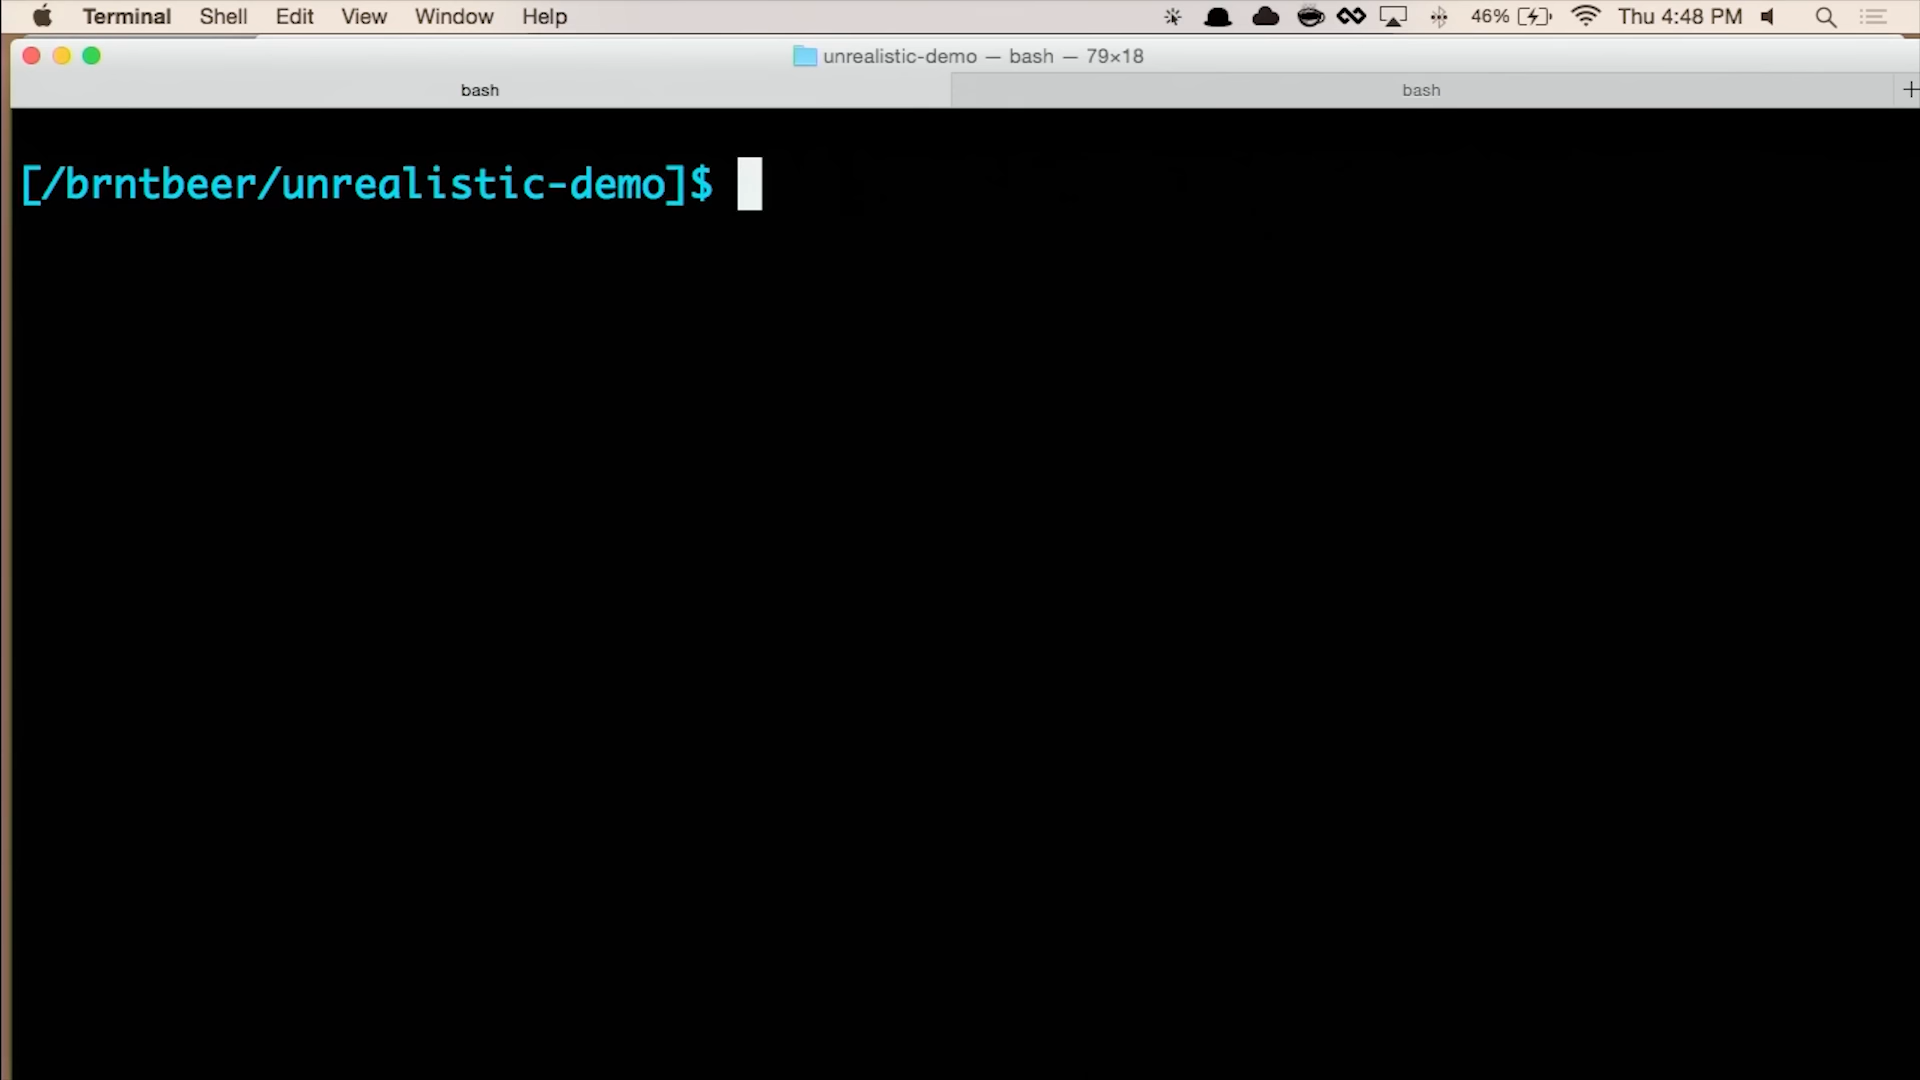 Terminal Shell Edit View Window Help 46% Thu 4:48 PM
unrealistic-demo — bash — 79×18
bash bash +
[/brntbeer/unrealistic-demo]$